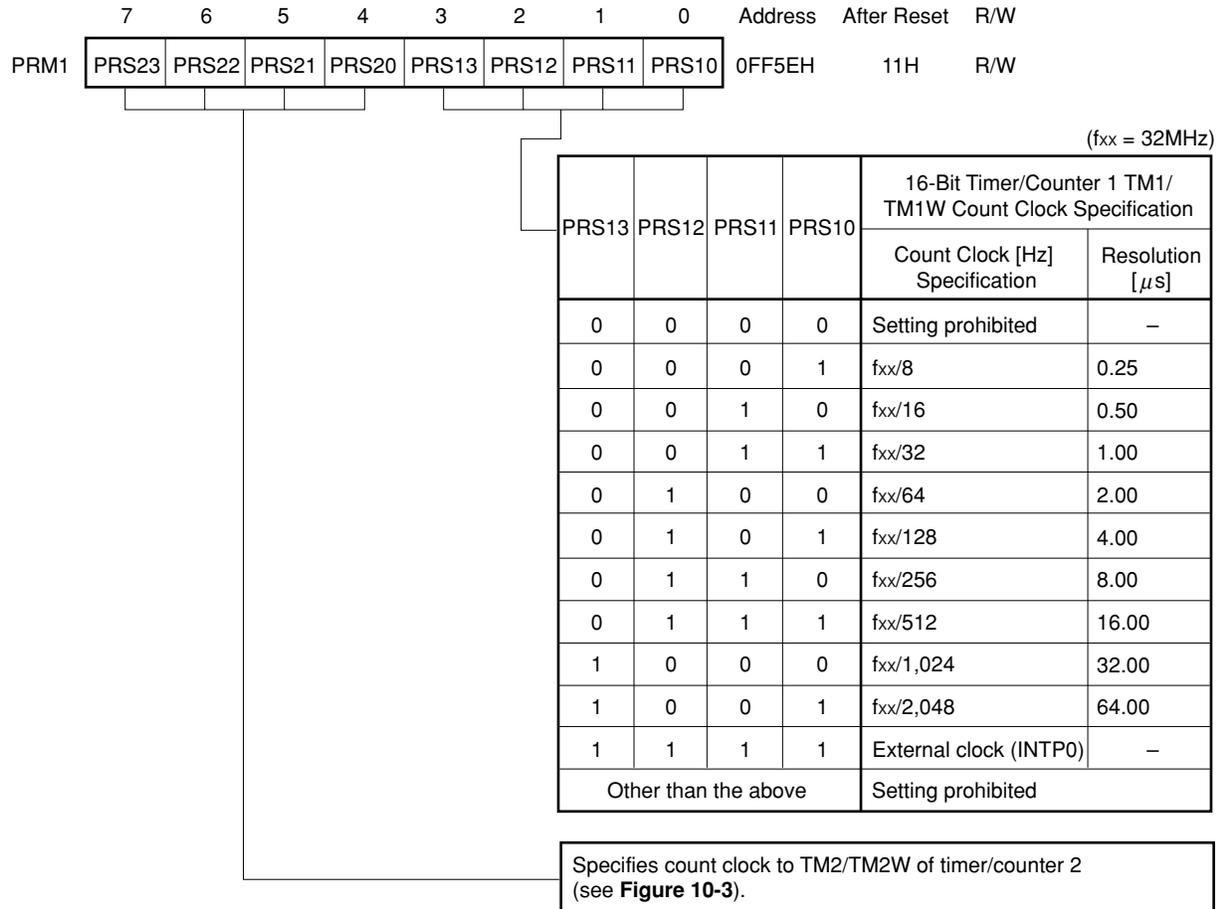 7 6 5 4 3 2 1 0 Address After Reset R/W
PRM1 PRS23 PRS22 PRS21 PRS20 PRS13 PRS12 PRS11 PRS10 0FF5EH 11H R/W
(fxx = 32MHz)
PRS13 PRS12 PRS11 PRS10
16-Bit Timer/Counter 1 TM1/
TM1W Count Clock Specification
Count Clock [Hz]
Specification
Resolution
[μs]
0 0 0 0 Setting prohibited –
0 0 0 1 fxx/8 0.25
0 0 1 0 fxx/16 0.50
0 0 1 1 fxx/32 1.00
0 1 0 0 fxx/64 2.00
0 1 0 1 fxx/128 4.00
0 1 1 0 fxx/256 8.00
0 1 1 1 fxx/512 16.00
1 0 0 0 fxx/1,024 32.00
1 0 0 1 fxx/2,048 64.00
1 1 1 1 External clock (INTP0) –
Other than the above Setting prohibited
Specifies count clock to TM2/TM2W of timer/counter 2
(see Figure 10-3).